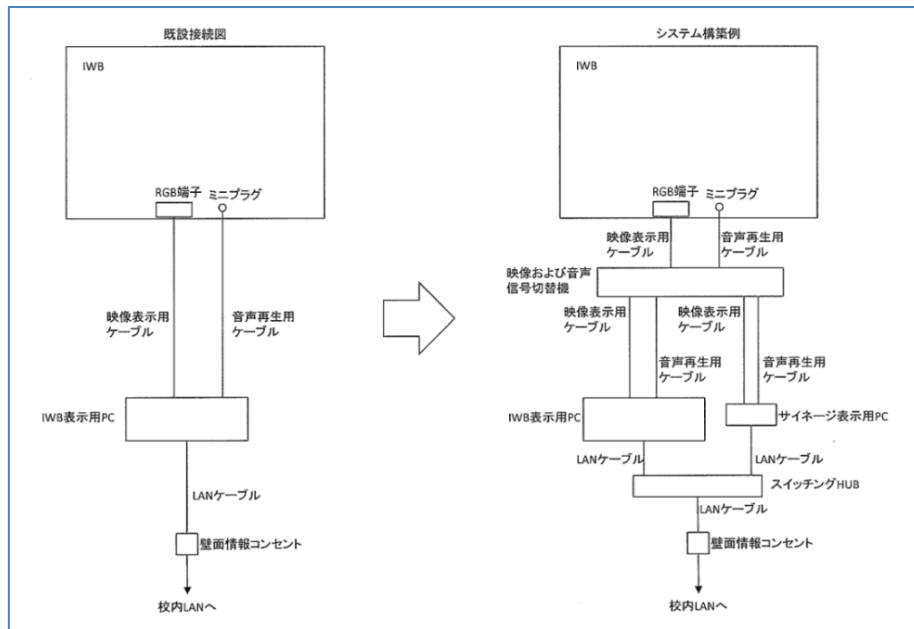 既設接続図
IWB
RGB端子
ミニプラグ
映像表示用
ケーブル
音声再生用
ケーブル
IWB表示用PC
LANケーブル
壁面情報コンセント
校内LANへ
システム構築例
IWB
RGB端子
ミニプラグ
映像表示用
ケーブル
音声再生用
ケーブル
映像および音声
信号切替機
映像表示用
ケーブル
映像表示用
ケーブル
音声再生用
ケーブル
音声再生用
ケーブル
IWB表示用PC
サイネージ表示用PC
LANケーブル
LANケーブル
スイッチングHUB
LANケーブル
壁面情報コンセント
校内LANへ